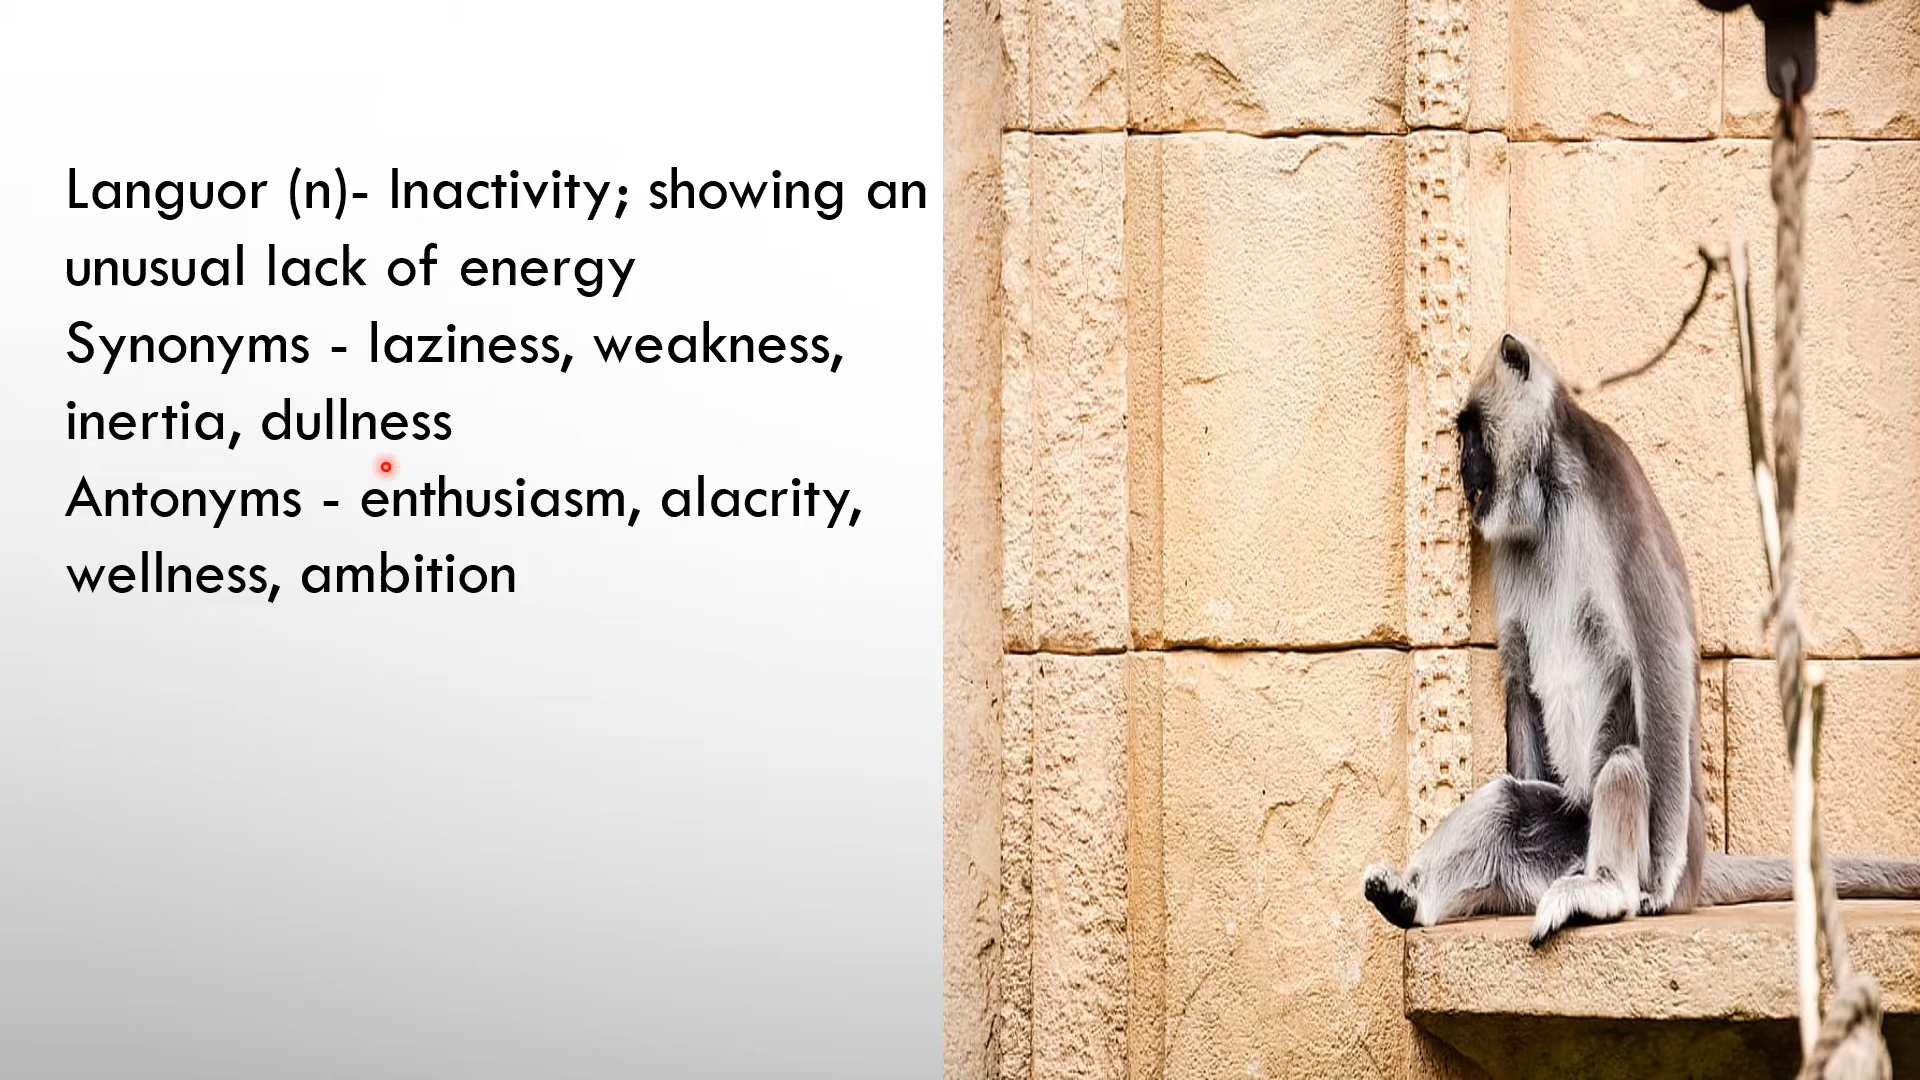 Languor (n)- Inactivity; showing an
unusual lack of energy
Synonyms - laziness, weakness,
inertia, dullness
Antonyms - enthusiasm, alacrity,
wellness, ambition